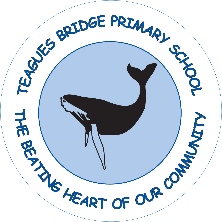 TEAGUES BRIDGE PRIMARY SCHOOL
THE BEATING HEART OF OUR COMMUNITY